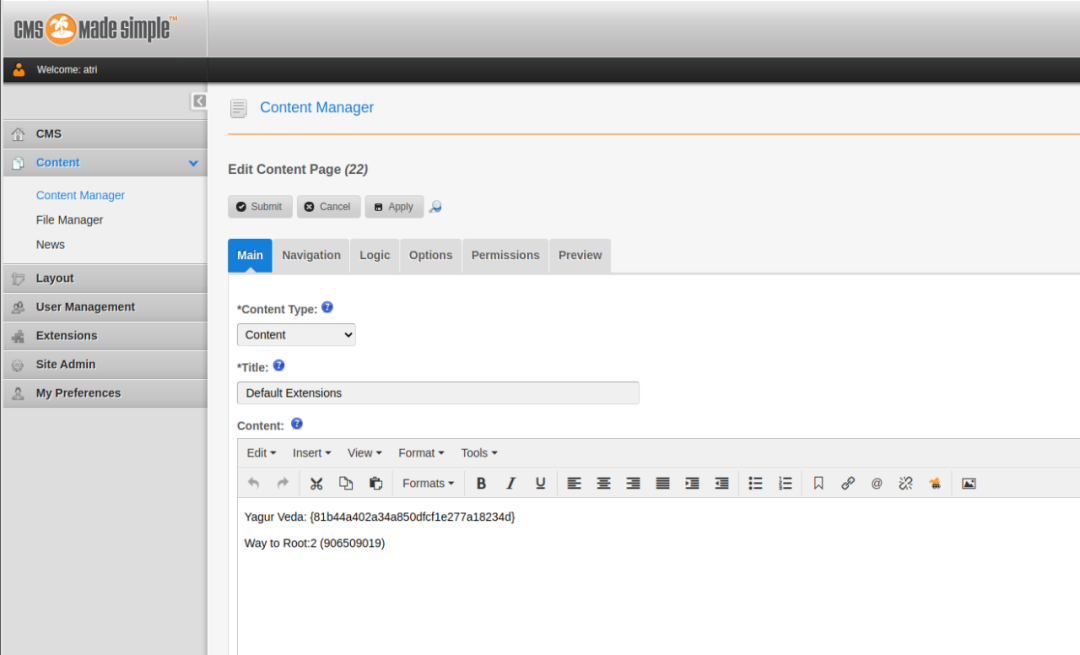 CMS Made Simple™
Welcome: atri
CMS
Content
Content Manager
File Manager
News
Layout
User Management
Extensions
Site Admin
My Preferences
Content Manager
Edit Content Page (22)
Submit Cancel Apply
Main Navigation Logic Options Permissions Preview
*Content Type:
Content
*Title:
Default Extensions
Content:
Edit Insert View Format Tools
Formats B I U @
Yagur Veda: {81b44a402a34a850dfcf1e277a18234d}
Way to Root:2 (906509019)